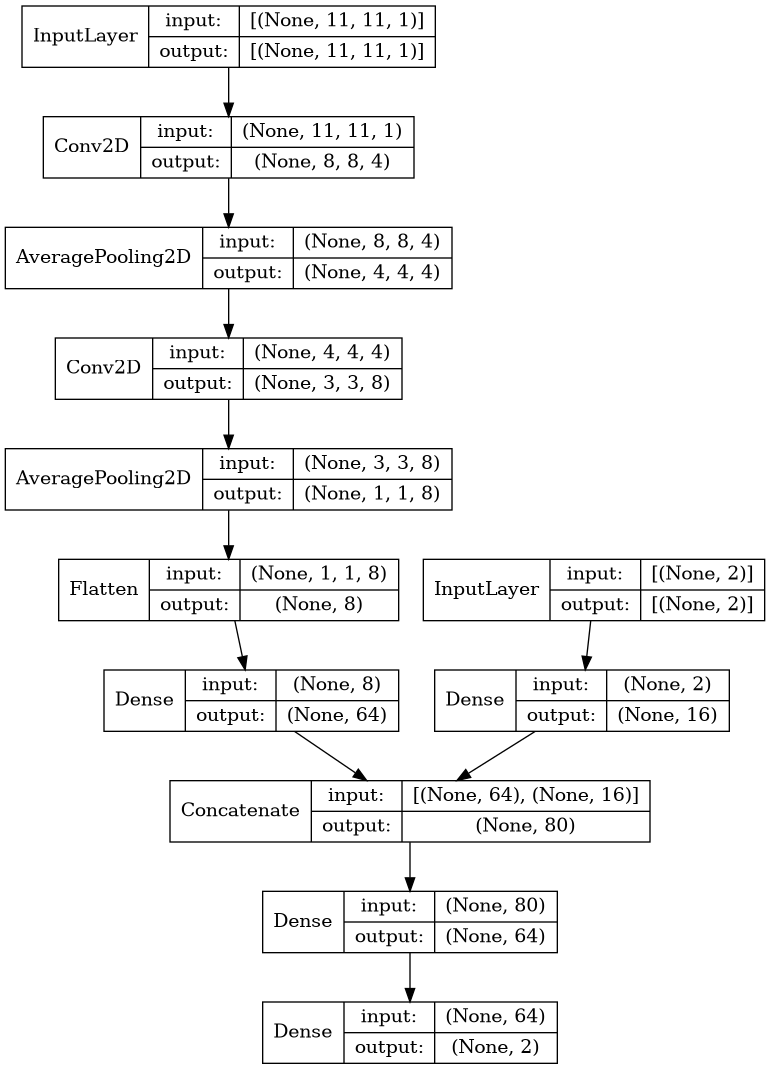 InputLayer
input: [(None, 11, 11, 1)]
output: [(None, 11, 11, 1)]
Conv2D
input: (None, 11, 11, 1)
output: (None, 8, 8, 4)
AveragePooling2D
input: (None, 8, 8, 4)
output: (None, 4, 4, 4)
Conv2D
input: (None, 4, 4, 4)
output: (None, 3, 3, 8)
AveragePooling2D
input: (None, 3, 3, 8)
output: (None, 1, 1, 8)
Flatten
input: (None, 1, 1, 8)
output: (None, 8)
InputLayer
input: [(None, 2)]
output: [(None, 2)]
Dense
input: (None, 8)
output: (None, 64)
Dense
input: (None, 2)
output: (None, 16)
Concatenate
input: [(None, 64), (None, 16)]
output: (None, 80)
Dense
input: (None, 80)
output: (None, 64)
Dense
input: (None, 64)
output: (None, 2)